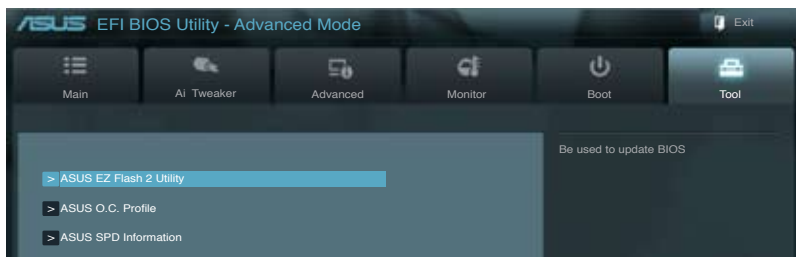 ASUS EFI BIOS Utility - Advanced Mode
Exit
Main
Ai Tweaker
Advanced
Monitor
Boot
Tool
Be used to update BIOS
> ASUS EZ Flash 2 Utility
> ASUS O.C. Profile
> ASUS SPD Information